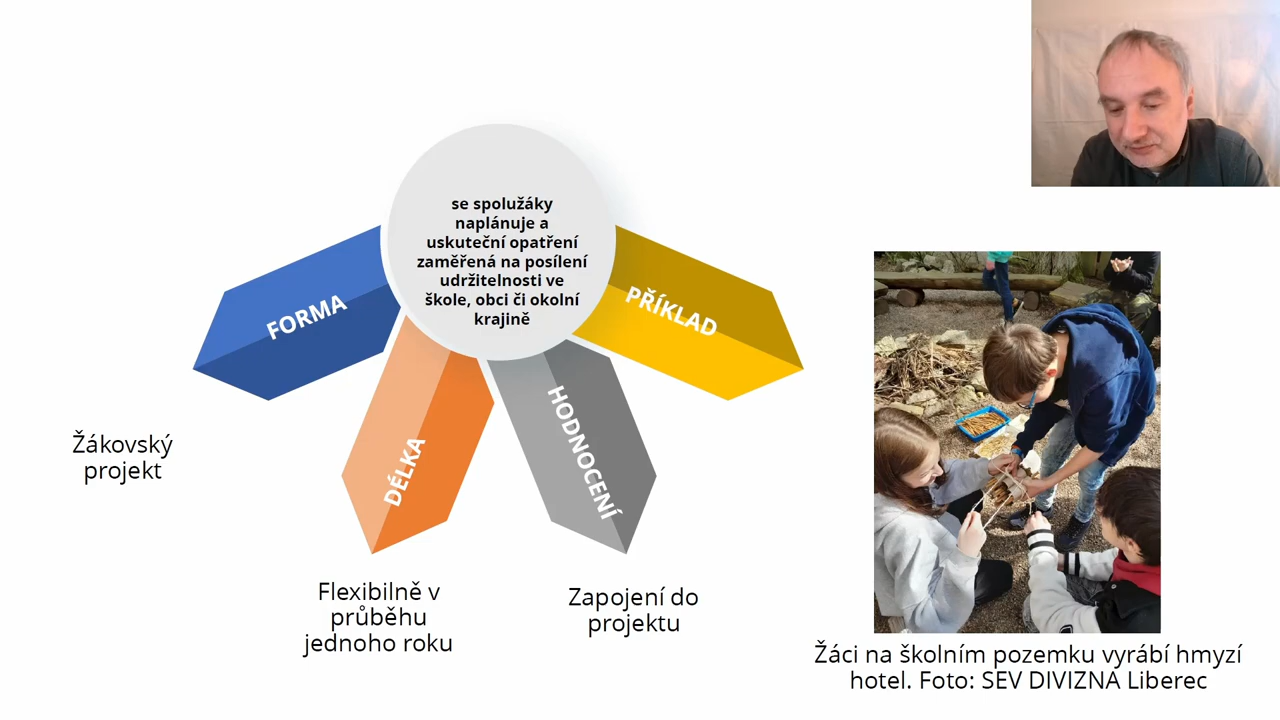 se spolužáky
naplánuje a
uskuteční opatření
zaměřená na posílení
udržitelnosti ve
škole, obci či okolní
krajině
FORMA
Žákovský
projekt
DÉLKA
Flexibilně v
průběhu
jednoho roku
HODNOCENÍ
Zapojení do
projektu
PŘÍKLAD
Žáci na školním pozemku vyrábí hmyzí
hotel. Foto: SEV DIVIZNA Liberec